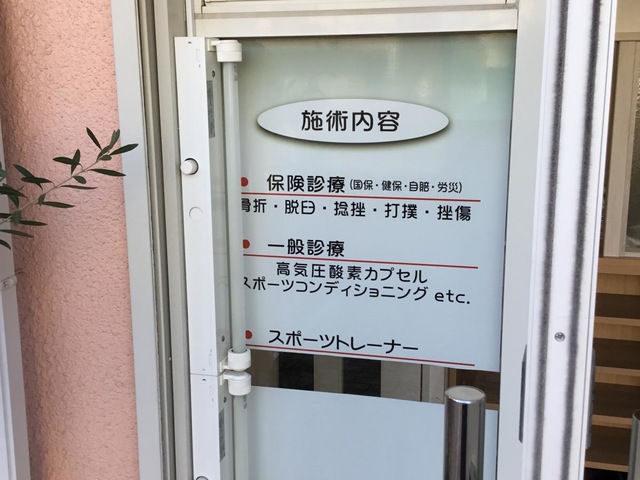 施術内容
保険診療(国保・健保・自賠・労災)
骨折・脱臼・捻挫・打撲・挫傷
一般診療
高気圧酸素カプセル
スポーツコンディショニング etc.
スポーツトレーナー